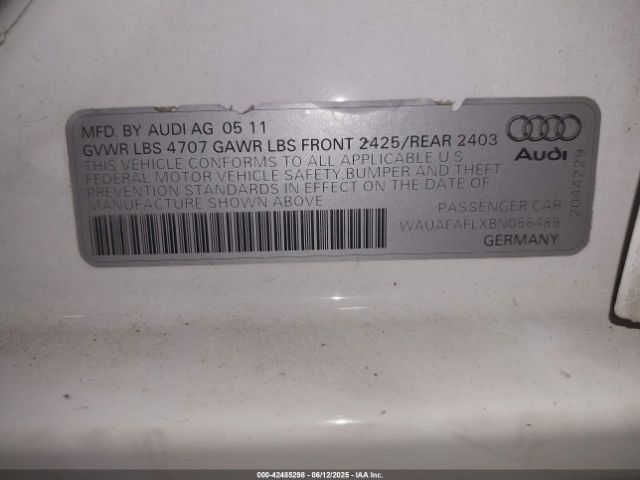 MFD. BY AUDI AG 05 11
GVWR LBS 4707 GAWR LBS FRONT 2425/REAR 2403
THIS VEHICLE CONFORMS TO ALL APPLICABLE U S
FEDERAL MOTOR VEHICLE SAFETY, BUMPER AND THEFT
PREVENTION STANDARDS IN EFFECT ON THE DATE OF
MANUFACTURE SHOWN ABOVE
Audi
PASSENGER CAR
WAUAFAFLXBN056489
GERMANY
2044229
000-42485298 - 06/12/2025 - IAA Inc.